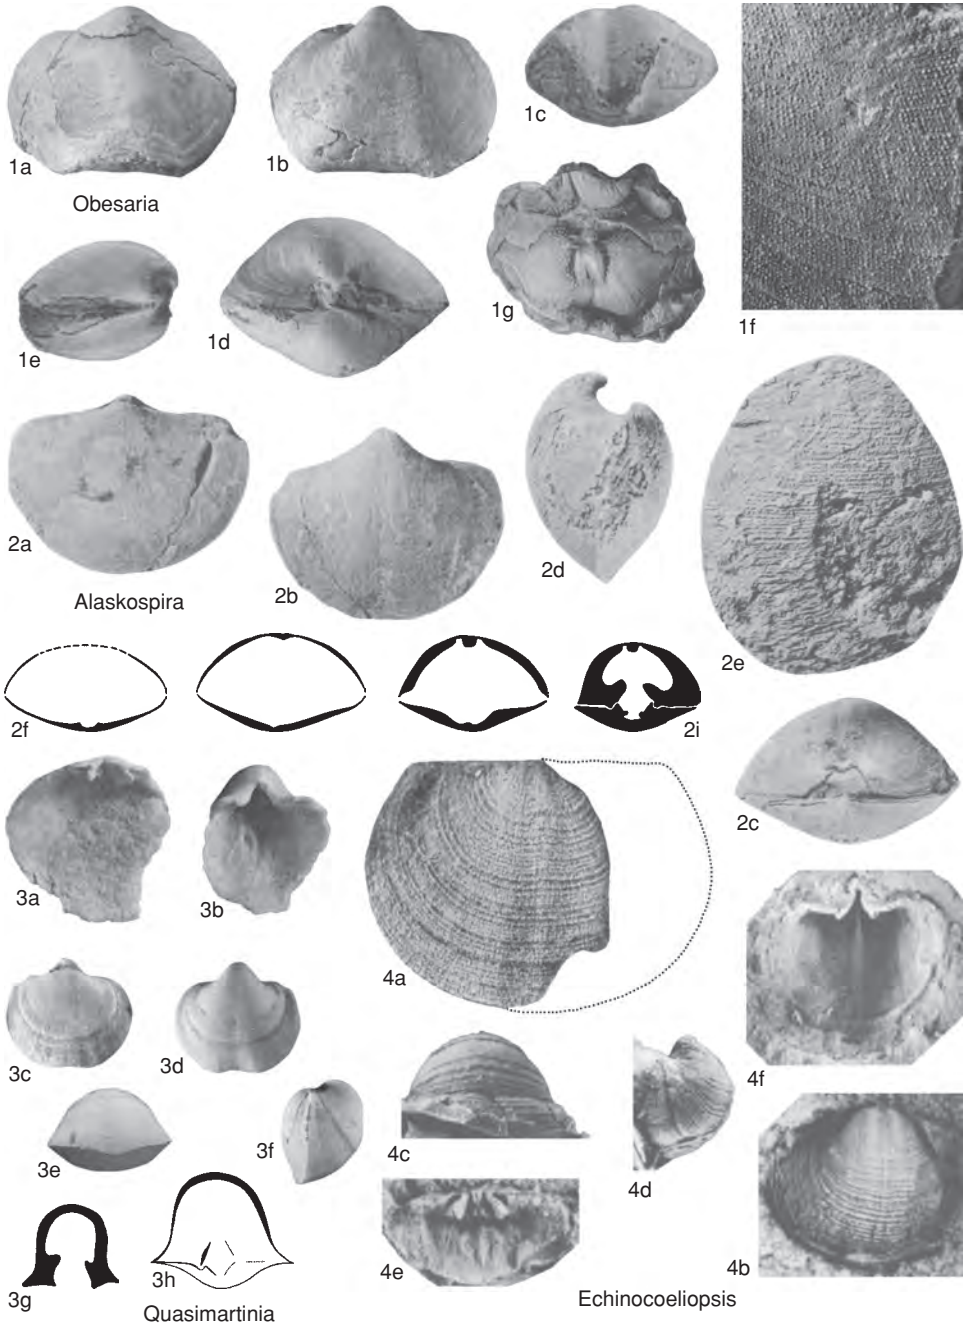 1a
1b
1c
1f
Obesaria
1g
1e
1d
2a
2b
2d
2e
Alaskospira
2f
2i
2c
3a
3b
4a
4f
3c
3d
3e
3f
4c
4d
4b
3g
3h
4e
Quasimartinia
Echinocoeliopsis